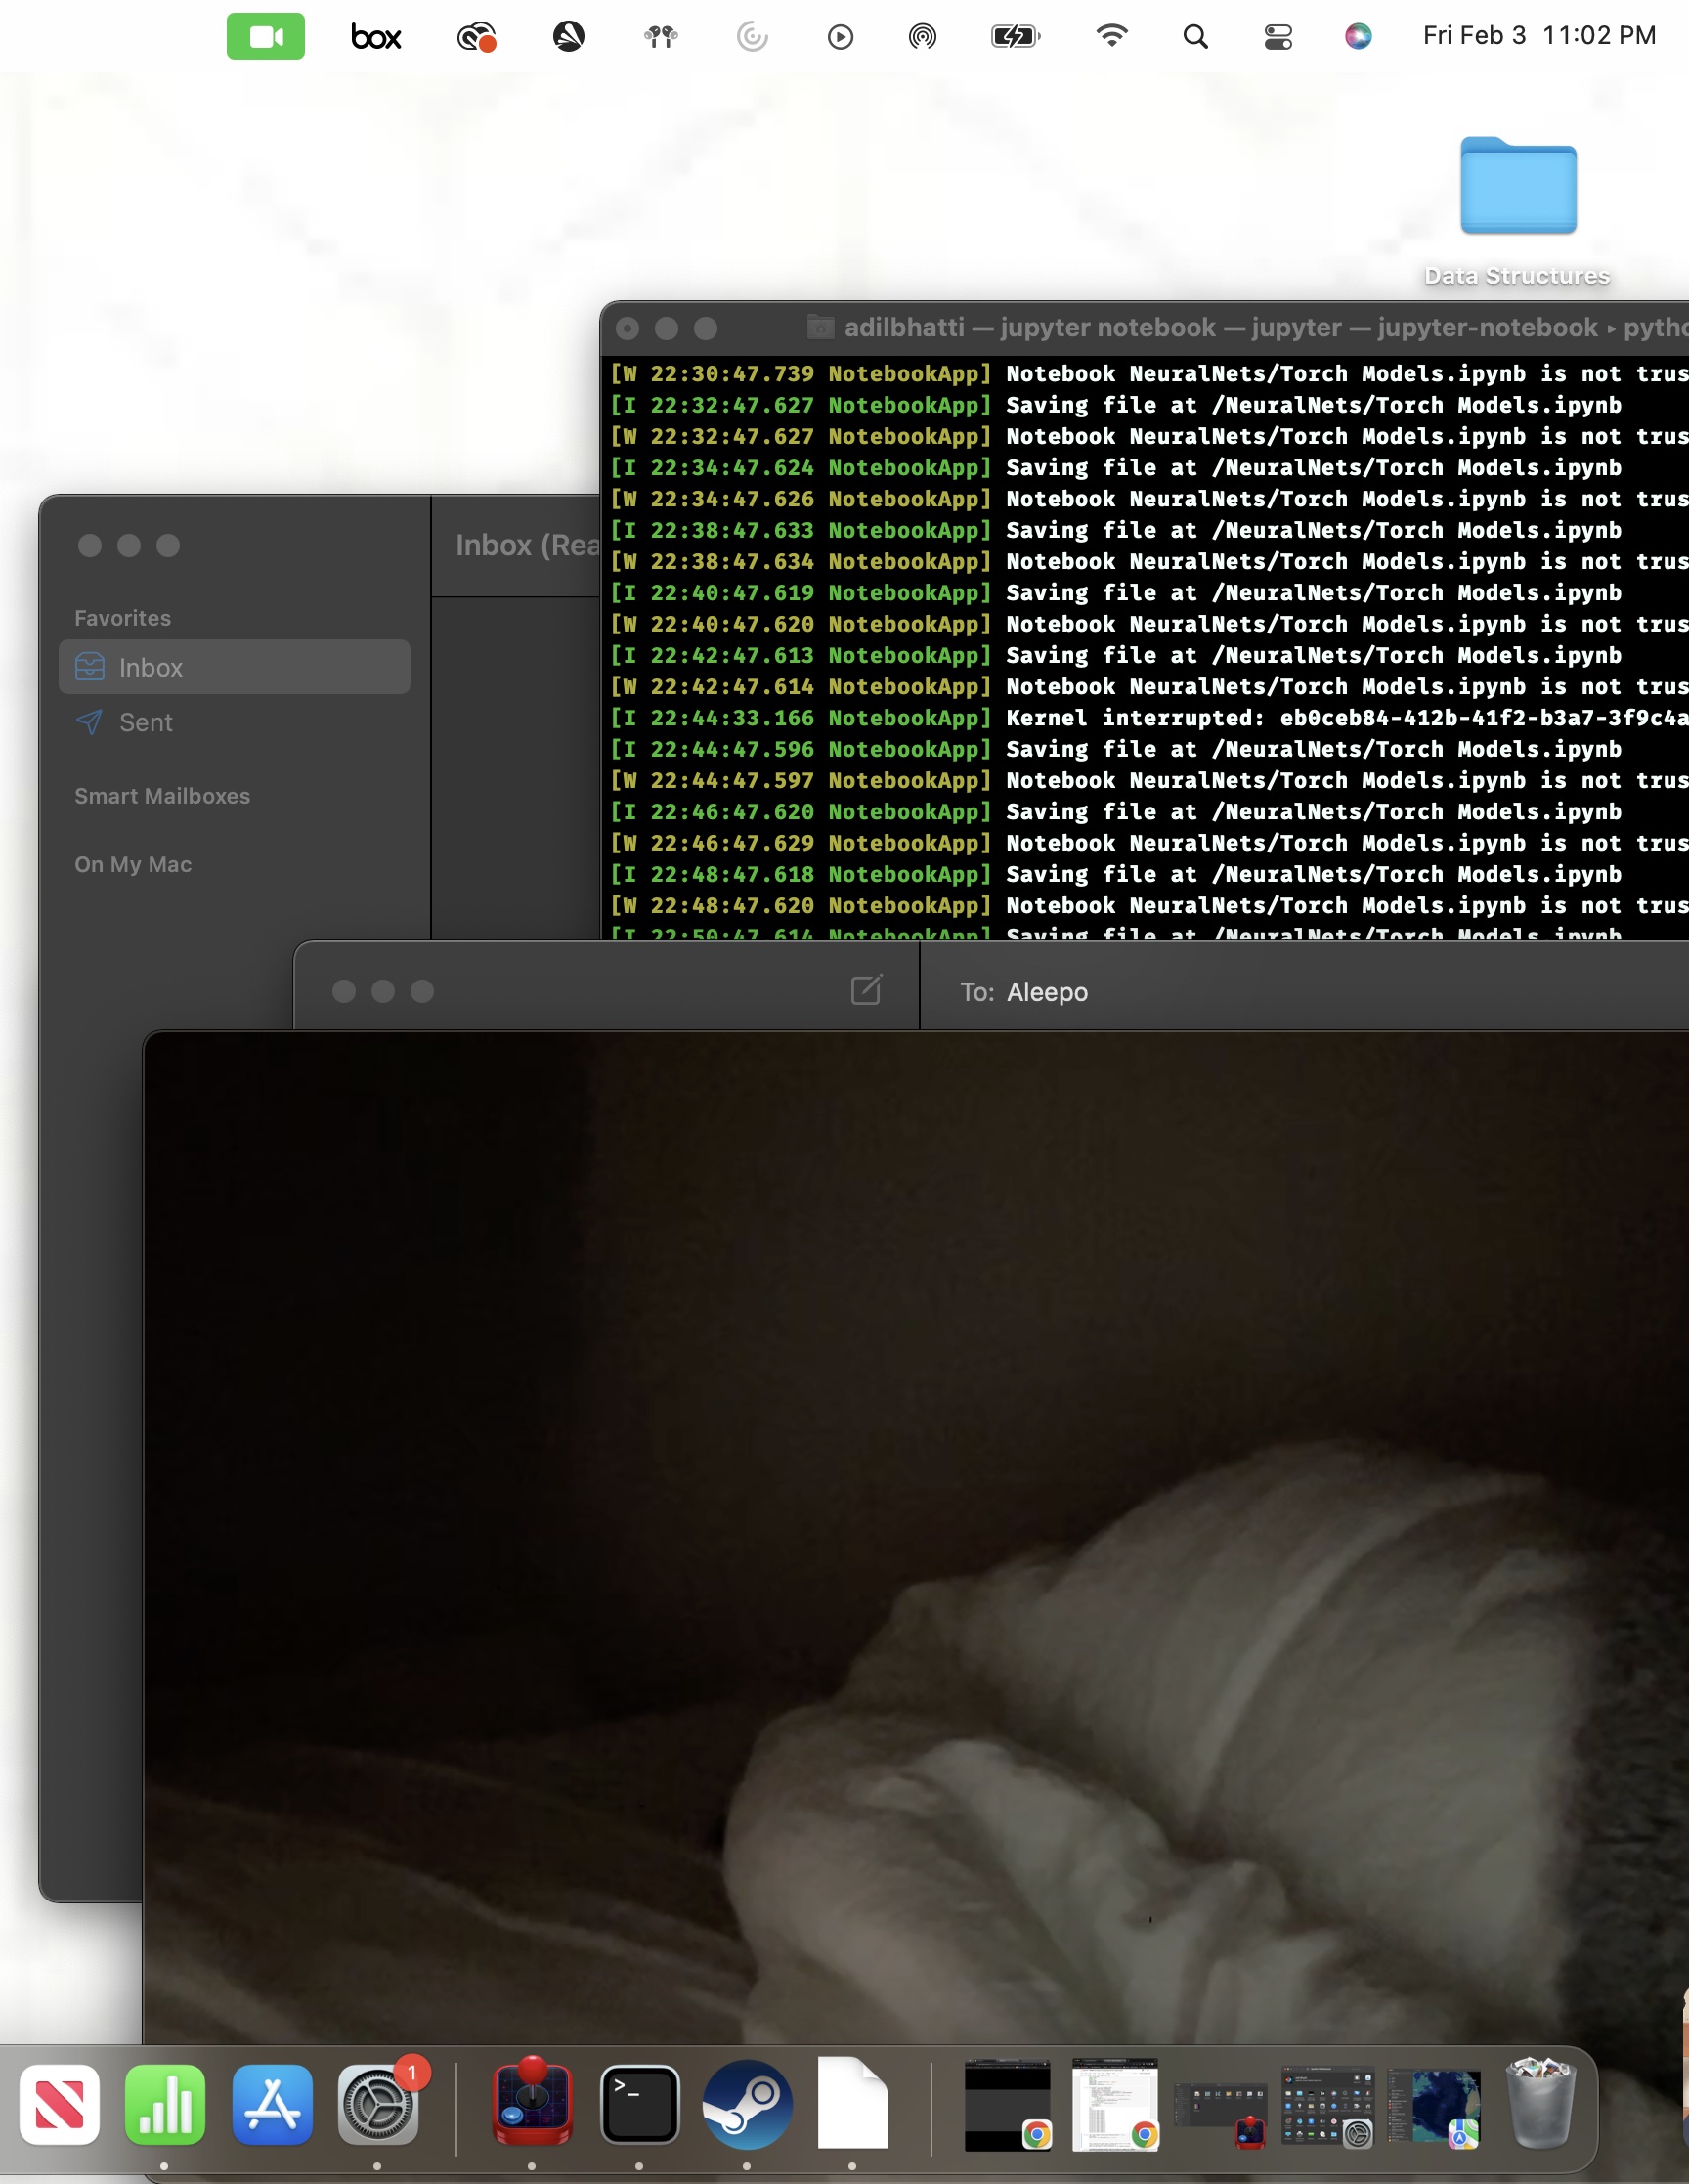 box
Fri Feb 3 11:02 PM
Data Structures
adilbhatti — jupyter notebook — jupyter — jupyter-notebook ▸ pytho
[W 22:30:47.739 NotebookApp] Notebook NeuralNets/Torch Models.ipynb is not trus
[I 22:32:47.627 NotebookApp] Saving file at /NeuralNets/Torch Models.ipynb
[W 22:32:47.627 NotebookApp] Notebook NeuralNets/Torch Models.ipynb is not trus
[I 22:34:47.624 NotebookApp] Saving file at /NeuralNets/Torch Models.ipynb
[W 22:34:47.626 NotebookApp] Notebook NeuralNets/Torch Models.ipynb is not trus
[I 22:38:47.633 NotebookApp] Saving file at /NeuralNets/Torch Models.ipynb
[W 22:38:47.634 NotebookApp] Notebook NeuralNets/Torch Models.ipynb is not trus
[I 22:40:47.619 NotebookApp] Saving file at /NeuralNets/Torch Models.ipynb
[W 22:40:47.620 NotebookApp] Notebook NeuralNets/Torch Models.ipynb is not trus
[I 22:42:47.613 NotebookApp] Saving file at /NeuralNets/Torch Models.ipynb
[W 22:42:47.614 NotebookApp] Notebook NeuralNets/Torch Models.ipynb is not trus
[I 22:44:33.166 NotebookApp] Kernel interrupted: eb0ceb84-412b-41f2-b3a7-3f9c4a
[I 22:44:47.596 NotebookApp] Saving file at /NeuralNets/Torch Models.ipynb
[W 22:44:47.597 NotebookApp] Notebook NeuralNets/Torch Models.ipynb is not trus
[I 22:46:47.620 NotebookApp] Saving file at /NeuralNets/Torch Models.ipynb
[W 22:46:47.629 NotebookApp] Notebook NeuralNets/Torch Models.ipynb is not trus
[I 22:48:47.618 NotebookApp] Saving file at /NeuralNets/Torch Models.ipynb
[W 22:48:47.620 NotebookApp] Notebook NeuralNets/Torch Models.ipynb is not trus
[I 22:50:47.614 NotebookApp] Saving file at /NeuralNets/Torch Models.ipynb
Inbox (Rea
Favorites
Inbox
Sent
Smart Mailboxes
On My Mac
To: Aleepo
1
>_